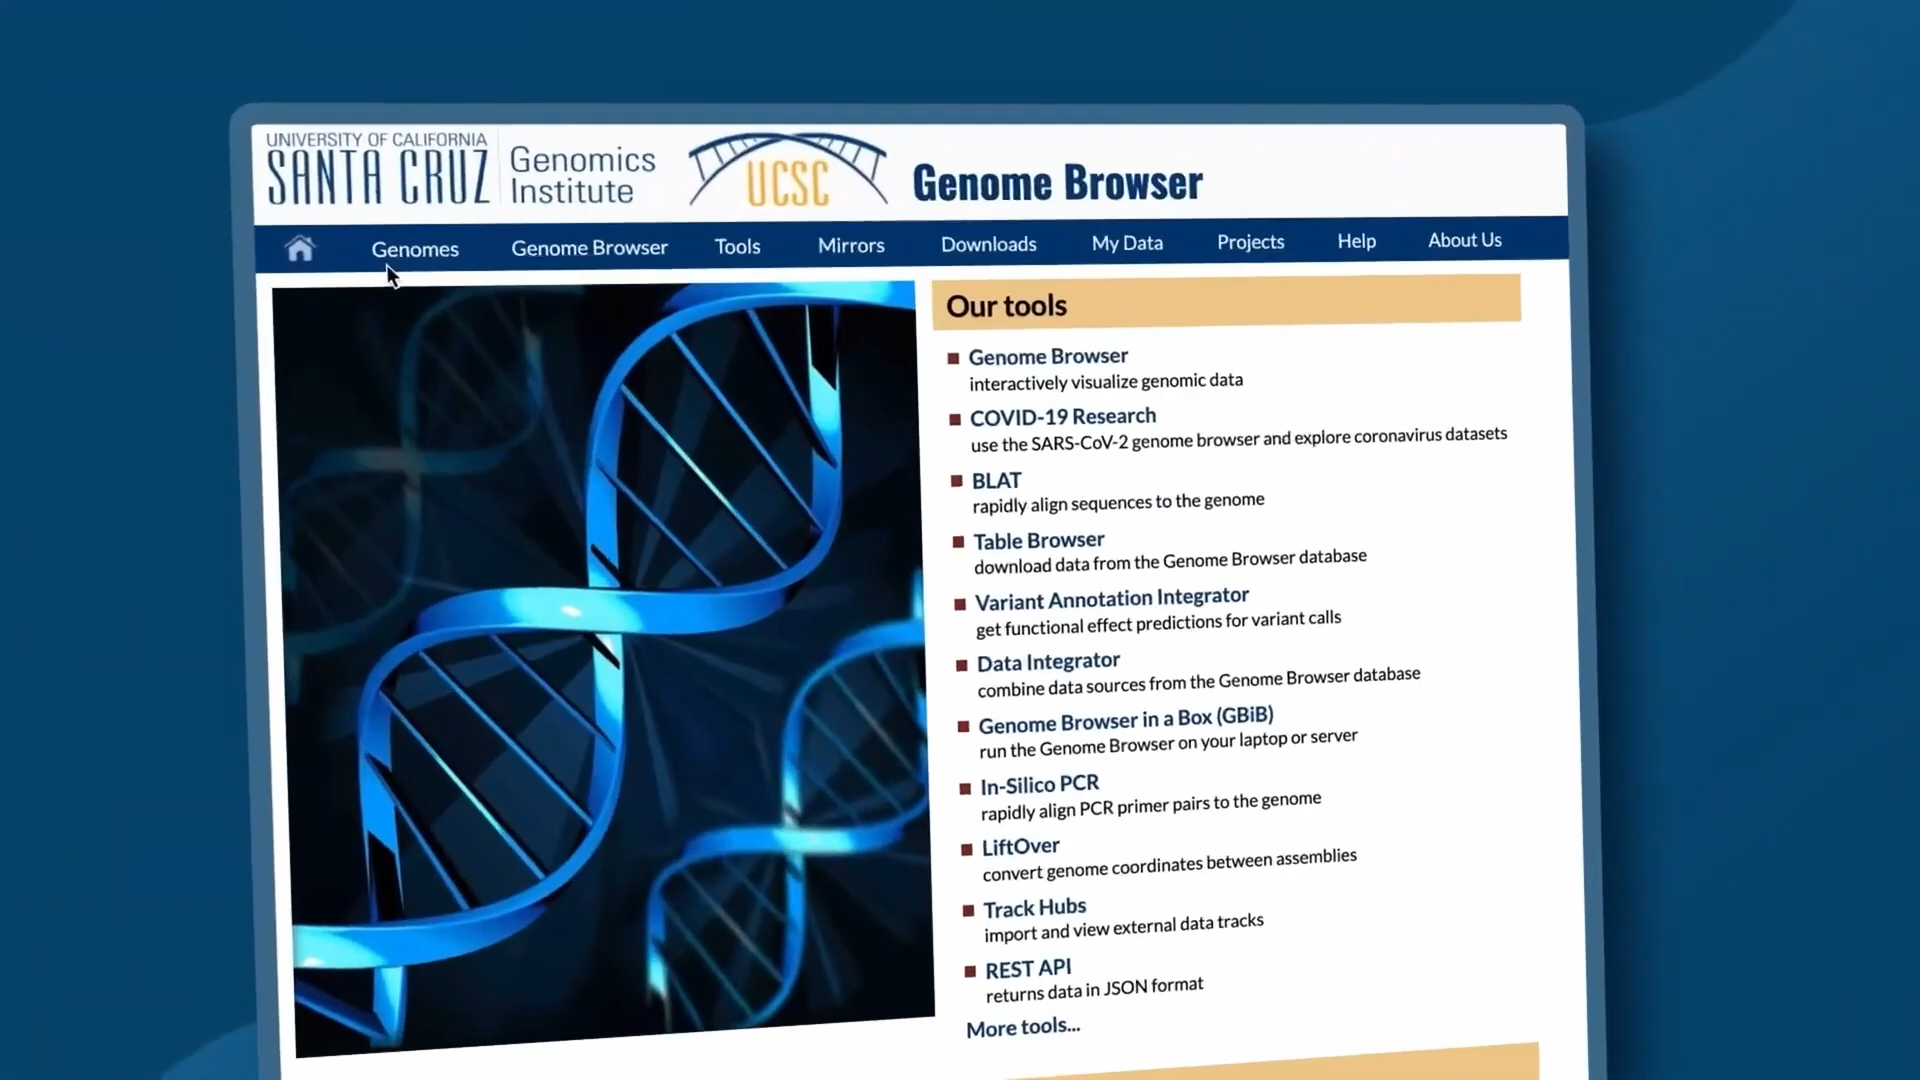 UNIVERSITY OF CALIFORNIA
SANTA CRUZ
Genomics
Institute
UCSC
Genome Browser
Genomes
Genome Browser
Tools
Mirrors
Downloads
My Data
Projects
Help
About Us
Our tools
Genome Browser
interactively visualize genomic data
COVID-19 Research
use the SARS-CoV-2 genome browser and explore coronavirus datasets
BLAT
rapidly align sequences to the genome
Table Browser
download data from the Genome Browser database
Variant Annotation Integrator
get functional effect predictions for variant calls
Data Integrator
combine data sources from the Genome Browser database
Genome Browser in a Box (GBiB)
run the Genome Browser on your laptop or server
In-Silico PCR
rapidly align PCR primer pairs to the genome
LiftOver
convert genome coordinates between assemblies
Track Hubs
import and view external data tracks
REST API
returns data in JSON format
More tools...